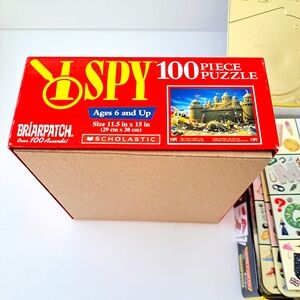 I SPY
100 PIECE
PUZZLE
Ages 6 and Up
Size 11.5 in x 15 in
(29 cm x 38 cm)
BRIARPATCH.
Over 100 Awards!
SCHOLASTIC